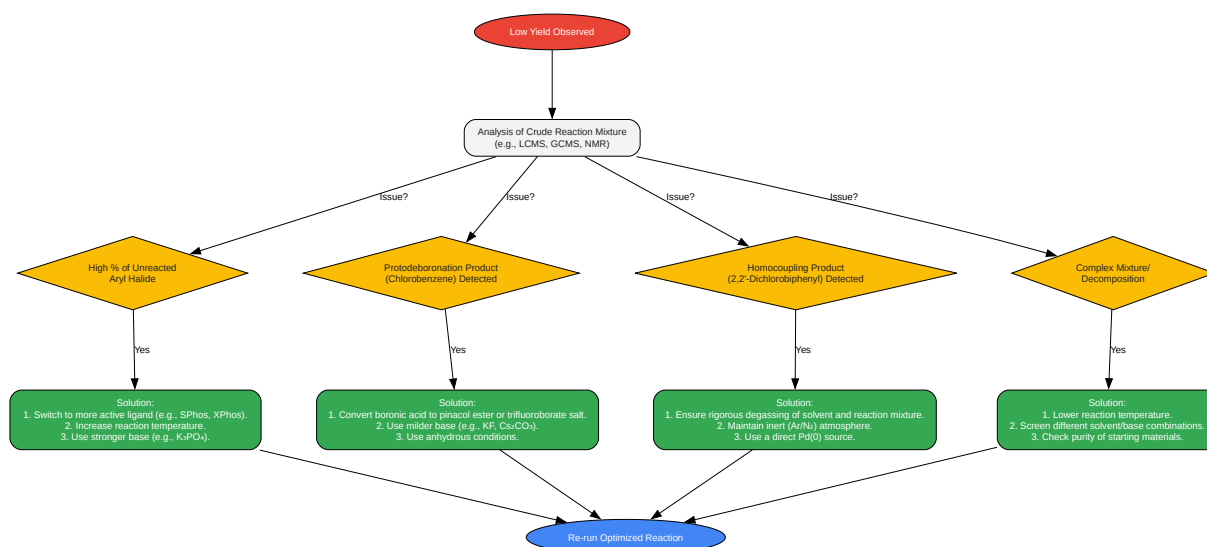 Low Yield Observed
Analysis of Crude Reaction Mixture
(e.g., LCMS, GCMS, NMR)
Issue?
Issue?
Issue?
Issue?
High % of Unreacted
Aryl Halide
Protodeboronation Product
(Chlorobenzene) Detected
Homocoupling Product
(2,2'-Dichlorobiphenyl) Detected
Complex Mixture/
Decomposition
Yes
Yes
Yes
Yes
Solution:
1. Switch to more active ligand (e.g., SPhos, XPhos).
2. Increase reaction temperature.
3. Use stronger base (e.g., K₃PO₄).
Solution:
1. Convert boronic acid to pinacol ester or trifluoroborate salt.
2. Use milder base (e.g., KF, Cs₂CO₃).
3. Use anhydrous conditions.
Solution:
1. Ensure rigorous degassing of solvent and reaction mixture.
2. Maintain inert (Ar/N₂) atmosphere.
3. Use a direct Pd(0) source.
Solution:
1. Lower reaction temperature.
2. Screen different solvent/base combinations.
3. Check purity of starting materials.
Re-run Optimized Reaction